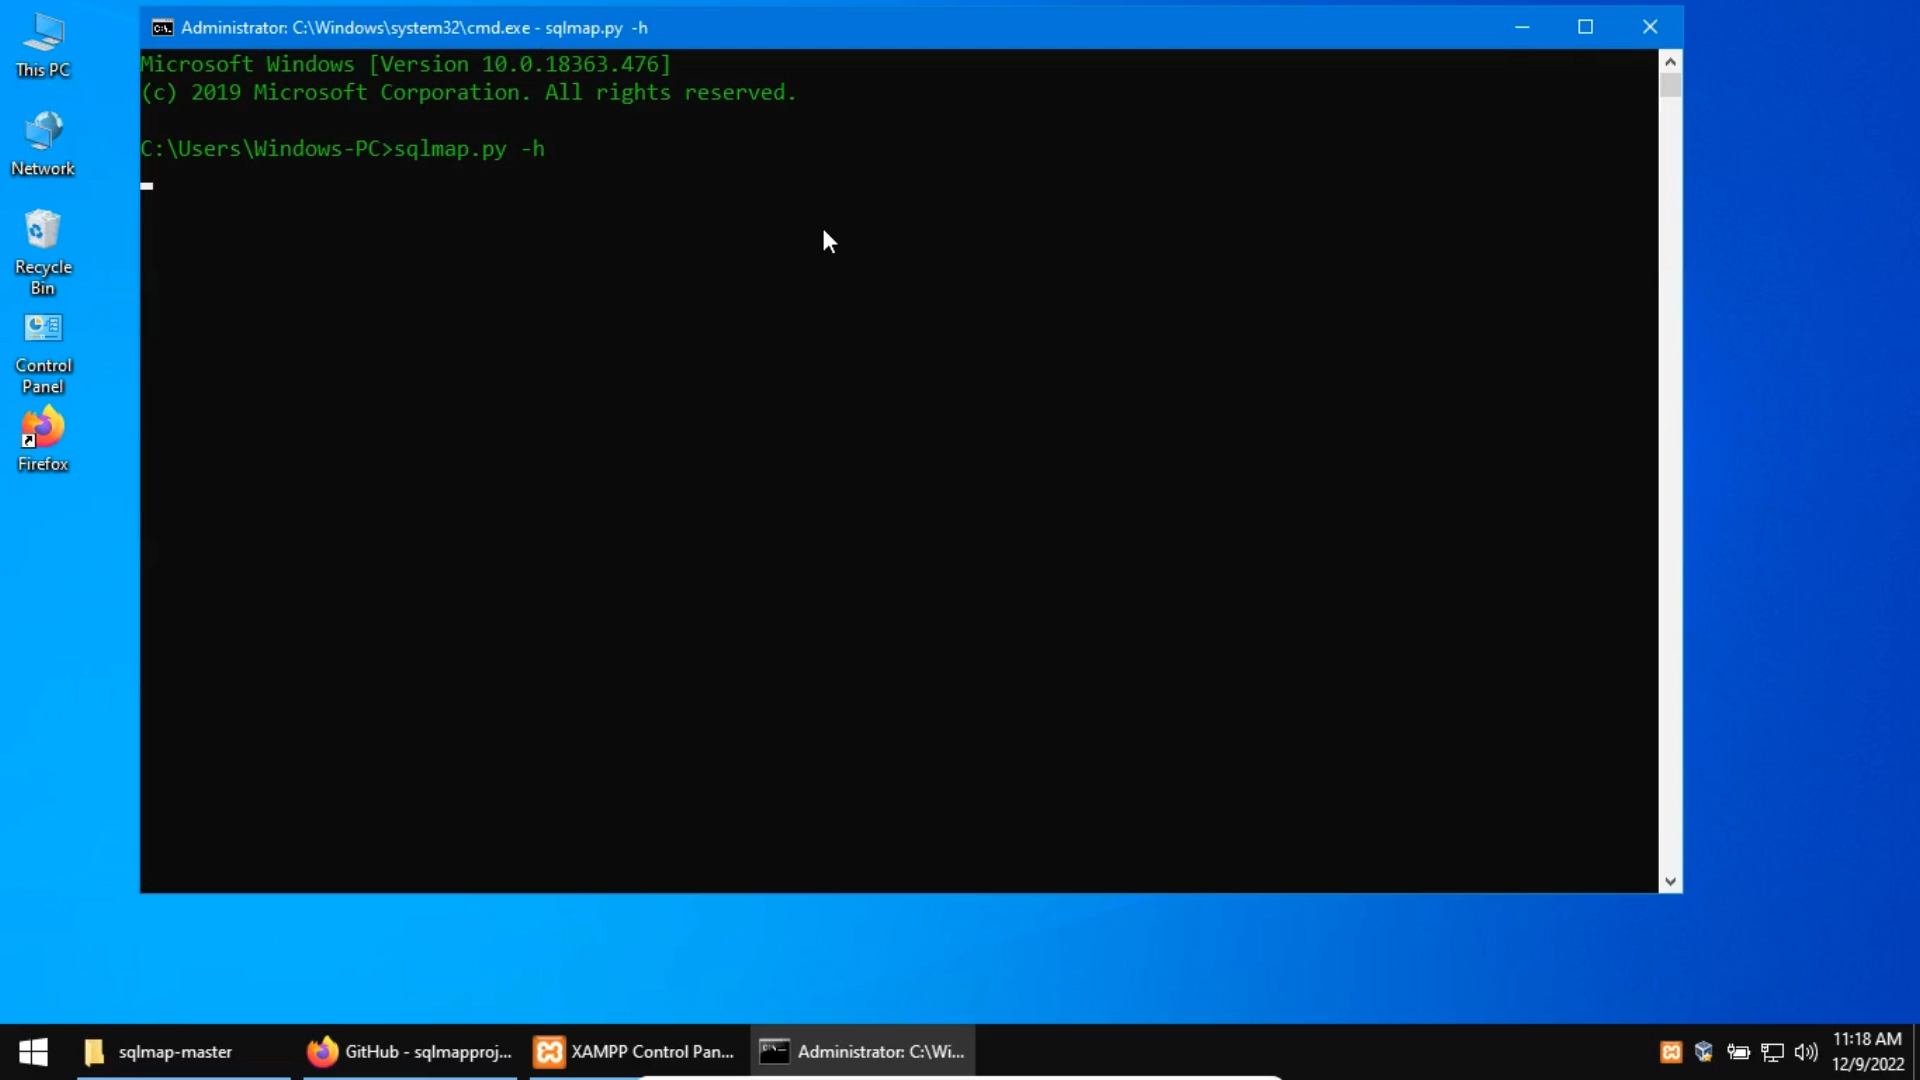 This PC
Network
Recycle
Bin
Control
Panel
Firefox
Administrator: C:\Windows\system32\cmd.exe - sqlmap.py -h
Microsoft Windows [Version 10.0.18363.476]
(c) 2019 Microsoft Corporation. All rights reserved.
C:\Users\Windows-PC>sqlmap.py -h
sqlmap-master
GitHub - sqlmapproj...
XAMPP Control Pan...
Administrator: C:\Wi...
11:18 AM
12/9/2022